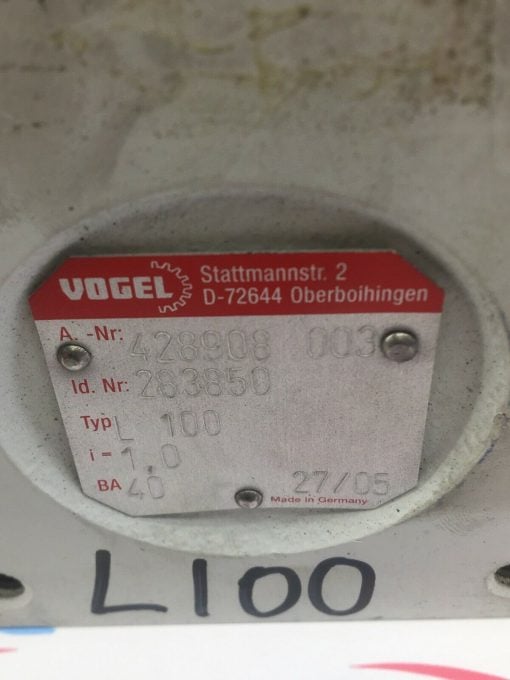 VOGEL
Stattmannstr. 2
D-72644 Oberboihingen
A. -Nr: 428908 003
Id. Nr: 283850
Typ L 100
i = 1,0
BA 40 27/05
Made in Germany
L100